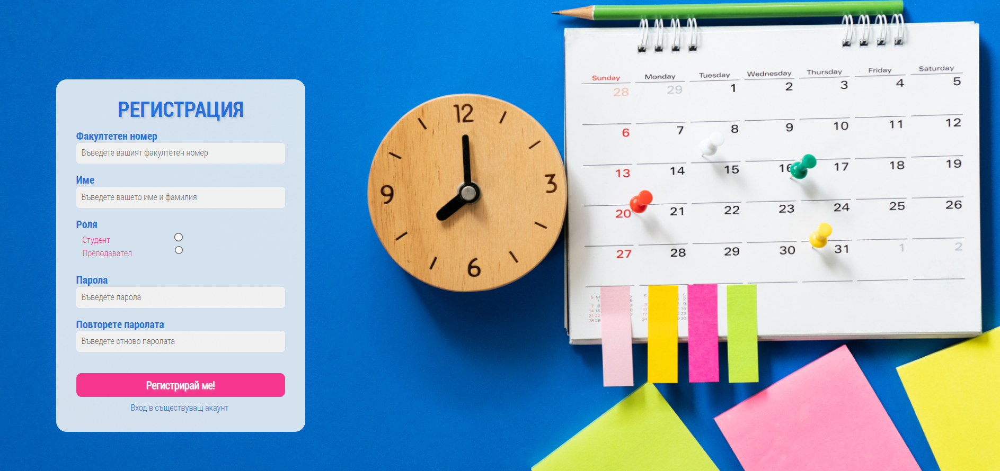 РЕГИСТРАЦИЯ
Факултетен номер
Въведете вашият факултетен номер
Име
Въведете вашето име и фамилия
Роля
Студент
Преподавател
Парола
Въведете парола
Повторете паролата
Въведете отново паролата
Регистрирай ме!
Вход в съществуващ акаунт
12
3
6
9
Sunday Monday Tuesday Wednesday Thursday Friday Saturday
28 29 1 2 3 4 5
6 7 8 9 10 11 12
13 14 15 16 17 18 19
20 21 22 23 24 25 26
27 28 29 30 31 1 2